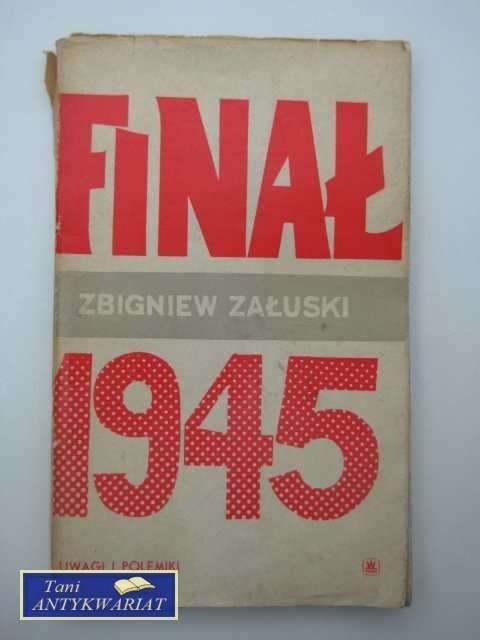 FINAŁ
ZBIGNIEW ZAŁUSKI
1945
UWAGI I POLEMIKI
Tani
ANTYKWARIAT